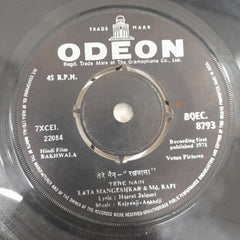 TRADE MARK
ODEON
Regd. Trade Mark of The Gramophone Co. Ltd.
45 R.P.M.
BOEC.
8793
7XCEI.
22084
Recording First
published 1971
तेरे नैन - "रखवाला"
Hindi Film
RAKHWALA
Venus Pictures
TERE NAIN
LATA MANGESHKAR & Md. RAFI
Lyric : Hasrat Jaipuri
Music : Kalyanji-Anandji